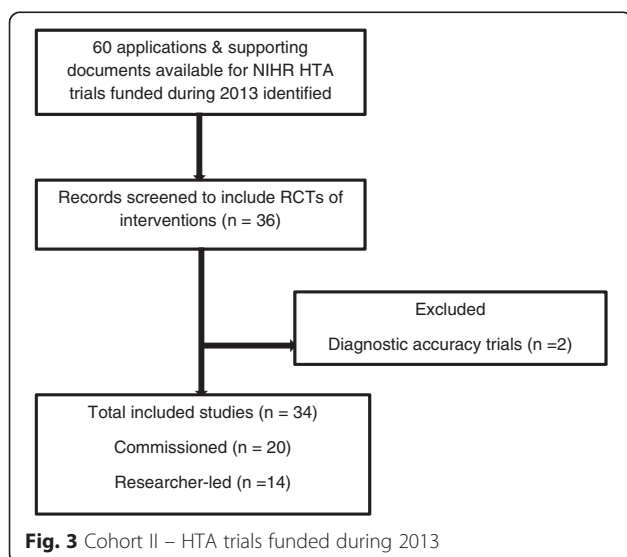 60 applications & supporting
documents available for NIHR HTA
trials funded during 2013 identified
Records screened to include RCTs of
interventions (n = 36)
Excluded
Diagnostic accuracy trials (n =2)
Total included studies (n = 34)
Commissioned (n = 20)
Researcher-led (n =14)
Fig. 3 Cohort II – HTA trials funded during 2013